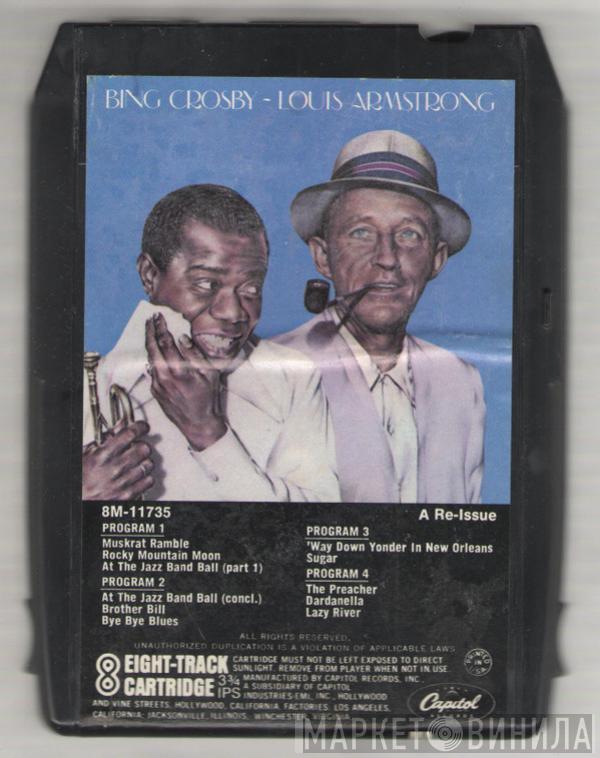 BING CROSBY - LOUIS ARMSTRONG
8M-11735
A Re-Issue
PROGRAM 1
Muskrat Ramble
Rocky Mountain Moon
At The Jazz Band Ball (part 1)
PROGRAM 2
At The Jazz Band Ball (concl.)
Brother Bill
Bye Bye Blues
PROGRAM 3
'Way Down Yonder In New Orleans
Sugar
PROGRAM 4
The Preacher
Dardanella
Lazy River
ALL RIGHTS RESERVED.
UNAUTHORIZED DUPLICATION IS A VIOLATION OF APPLICABLE LAWS
8 EIGHT-TRACK CARTRIDGE 3¾ IPS
CARTRIDGE MUST NOT BE LEFT EXPOSED TO DIRECT
SUNLIGHT. REMOVE FROM PLAYER WHEN NOT IN USE.
MANUFACTURED BY CAPITOL RECORDS, INC.,
A SUBSIDIARY OF CAPITOL
INDUSTRIES-EMI, INC., HOLLYWOOD
AND VINE STREETS, HOLLYWOOD, CALIFORNIA. FACTORIES: LOS ANGELES,
CALIFORNIA; JACKSONVILLE, ILLINOIS; WINCHESTER, VIRGINIA.
PRINTED IN USA
Capitol
МАРКЕТОВИНИЛА